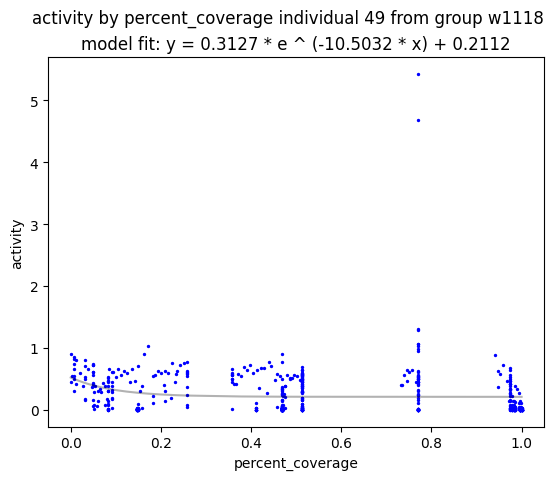 activity by percent_coverage individual 49 from group w1118
model fit: y = 0.3127 * e ^ (-10.5032 * x) + 0.2112
5
4
3
2
1
0
activity
0.0 0.2 0.4 0.6 0.8 1.0
percent_coverage